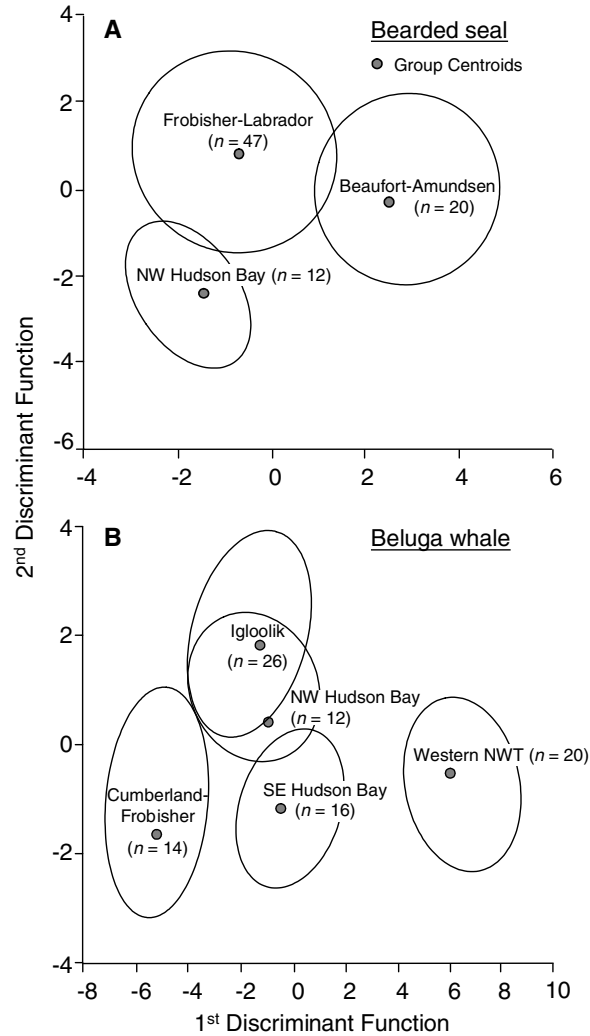 A
Bearded seal
Group Centroids
Frobisher-Labrador
(n = 47)
Beaufort-Amundsen
(n = 20)
NW Hudson Bay (n = 12)
4
2
0
-2
-4
-6
-4
-2
0
2
4
6
2nd Discriminant Function
B
Beluga whale
Igloolik
(n = 26)
NW Hudson Bay
(n = 12)
Western NWT (n = 20)
SE Hudson Bay
(n = 16)
Cumberland-
Frobisher
(n = 14)
4
2
0
-2
-4
-8
-6
-4
-2
0
2
4
6
8
10
1st Discriminant Function